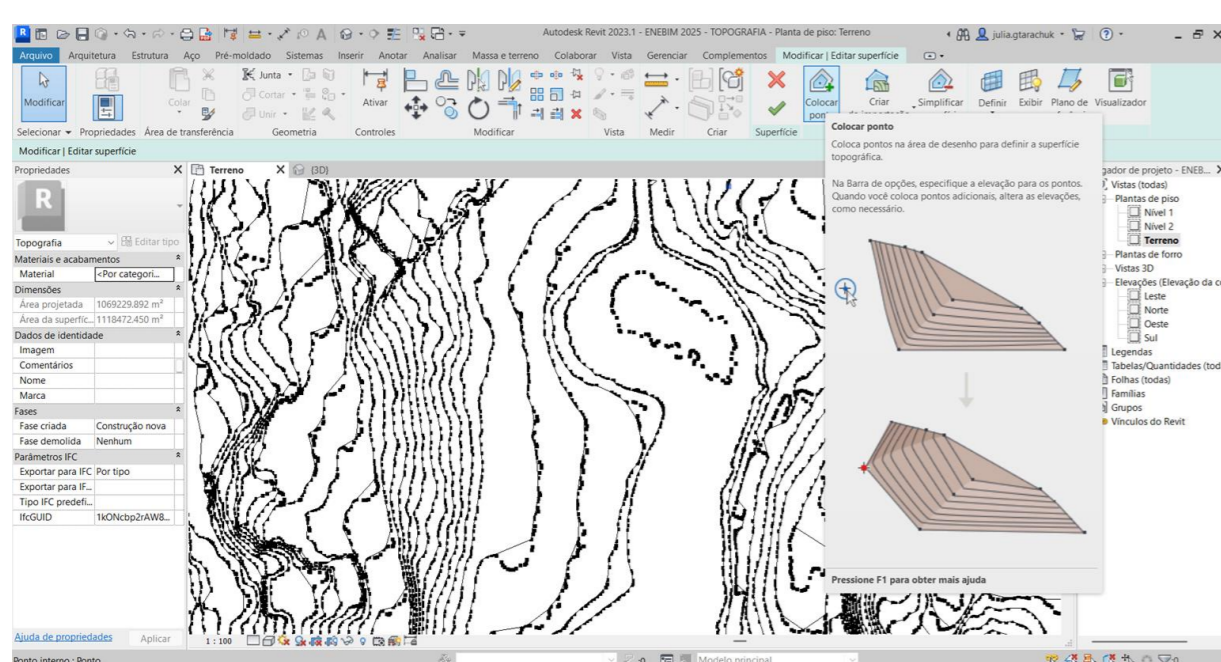 Autodesk Revit 2023.1 - ENEBIM 2025 - TOPOGRAFIA - Planta de piso: Terreno
julia.gtarachuk
Arquivo Arquitetura Estrutura Aço Pré-moldado Sistemas Inserir Anotar Analisar Massa e terreno Colaborar Vista Gerenciar Complementos Modificar | Editar superfície
Modificar
Colar
Junta
Cortar
Unir
Ativar
Colocar
Criar
Simplificar
Definir
Exibir
Plano de
Visualizador
Selecionar Propriedades Área de transferência Geometria Controles Modificar Vista Medir Criar Superfície
Modificar | Editar superfície
Propriedades
R
Topografia
Editar tipo
Materiais e acabamentos
Material <Por categori...
Dimensões
Área projetada 1069229.892 m²
Área da superfíc... 1118472.450 m²
Dados de identidade
Imagem
Comentários
Nome
Marca
Fases
Fase criada Construção nova
Fase demolida Nenhum
Parâmetros IFC
Exportar para IFC Por tipo
Exportar para IF...
Tipo IFC predefi...
IfcGUID 1kONcbp2rAW8...
Ajuda de propriedades Aplicar
Terreno
(3D)
Colocar ponto
Coloca pontos na área de desenho para definir a superfície
topográfica.
Na Barra de opções, especifique a elevação para os pontos.
Quando você coloca pontos adicionais, altera as elevações,
como necessário.
Pressione F1 para obter mais ajuda
gador de projeto - ENEB...
Vistas (todas)
Plantas de piso
Nível 1
Nível 2
Terreno
Plantas de forro
Vistas 3D
Elevações (Elevação da co
Leste
Norte
Oeste
Sul
Legendas
Tabelas/Quantidades (tod
Folhas (todas)
Famílias
Grupos
Vínculos do Revit
1 : 100
Ponto interno : Ponto
:0
Modelo principal
:0